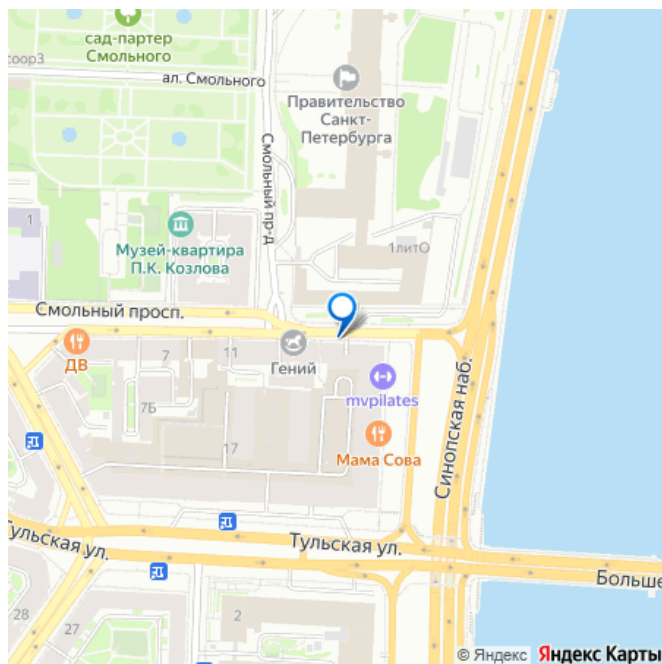 сад-партер
Смольного
соор3
ал. Смольного
Правительство
Санкт-
Петербурга
Смольный пр-д
1
Музей-квартира
П.К. Козлова
1литО
Смольный просп.
ДВ
7
11
Гений
7Б
mvpilates
17
Мама Сова
Синопская наб.
Тульская ул.
Тульская ул.
Больше
2
28
27
© Яндекс Яндекс Карты